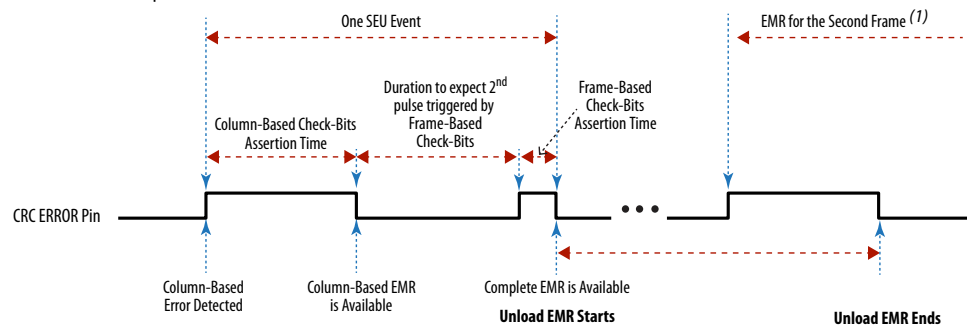 One SEU Event
EMR for the Second Frame (1)
Duration to expect 2nd
pulse triggered by
Frame-Based
Check-Bits
Frame-Based
Check-Bits
Assertion Time
Column-Based Check-Bits
Assertion Time
CRC ERROR Pin
Column-Based
Error Detected
Column-Based EMR
is Available
Complete EMR is Available
Unload EMR Starts
Unload EMR Ends